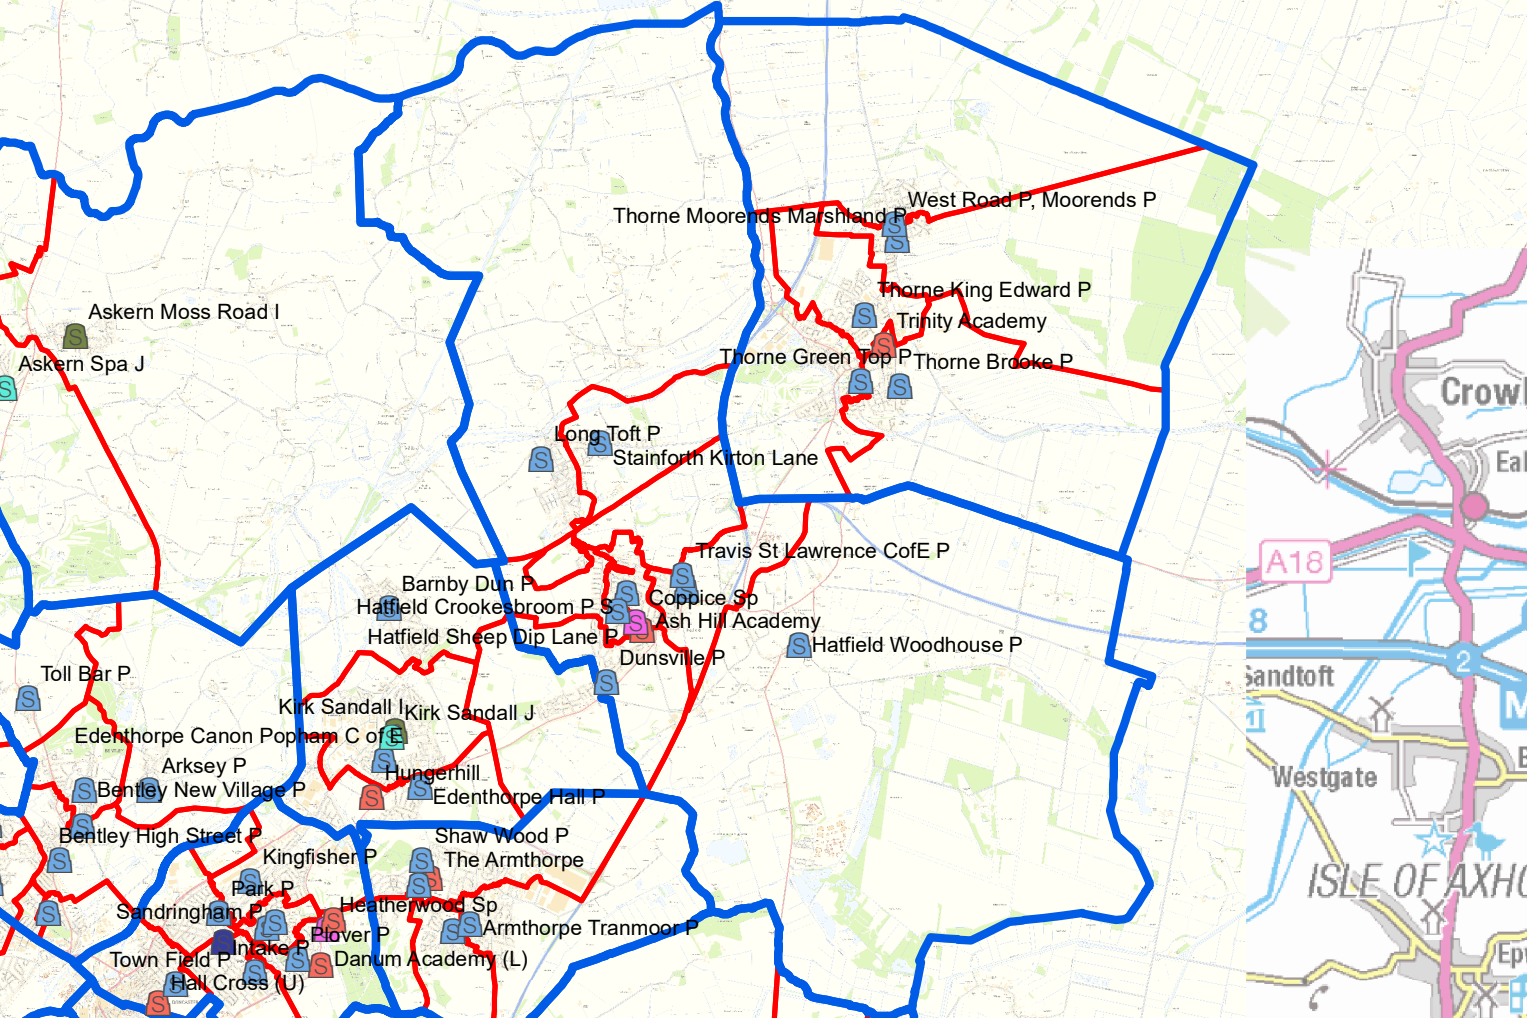 West Road P, Moorends P
Thorne Moorends Marshland P
Thorne King Edward P
Askern Moss Road I
Trinity Academy
Thorne Green Top P
Thorne Brooke P
Askern Spa J
Crowl
Long Toft P
Stainforth Kirton Lane
Eal
Travis St Lawrence CofE P
A18
Barnby Dun P
Coppice Sp
Hatfield Crookesbroom P S
Ash Hill Academy
8
Hatfield Sheep Dip Lane P
Hatfield Woodhouse P
Dunsville P
2
Toll Bar P
Sandtoft
Kirk Sandall I
Kirk Sandall J
M
Edenthorpe Canon Popham C of E
Arksey P
Hungerhill
Westgate
Bentley New Village P
Edenthorpe Hall P
Bentley High Street P
Shaw Wood P
Kingfisher P
The Armthorpe
Park P
ISLE OF AXHO
Heatherwood Sp
Sandringham P
Armthorpe Tranmoor P
Plover P
Intake P
Town Field P
Danum Academy (L)
Epw
Hall Cross (U)